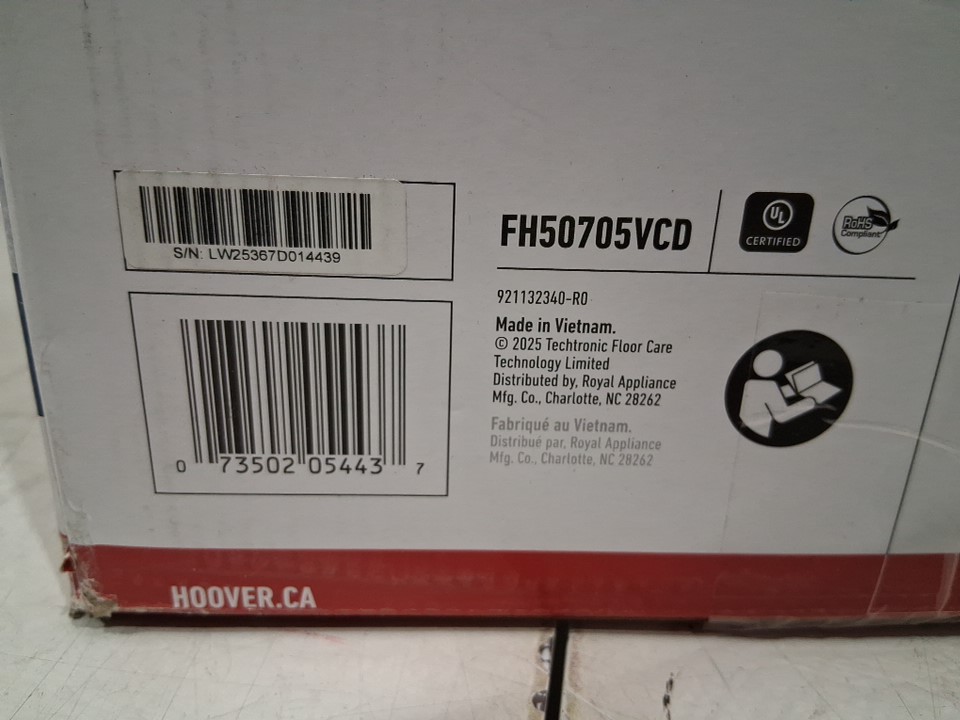 S/N: LW25367D014439
0 73502 05443 7
FH50705VCD
UL
CERTIFIED
RoHS
Compliant
921132340-R0
Made in Vietnam.
© 2025 Techtronic Floor Care
Technology Limited
Distributed by, Royal Appliance
Mfg. Co., Charlotte, NC 28262
Fabriqué au Vietnam.
Distribué par, Royal Appliance
Mfg. Co., Charlotte, NC 28262
HOOVER.CA